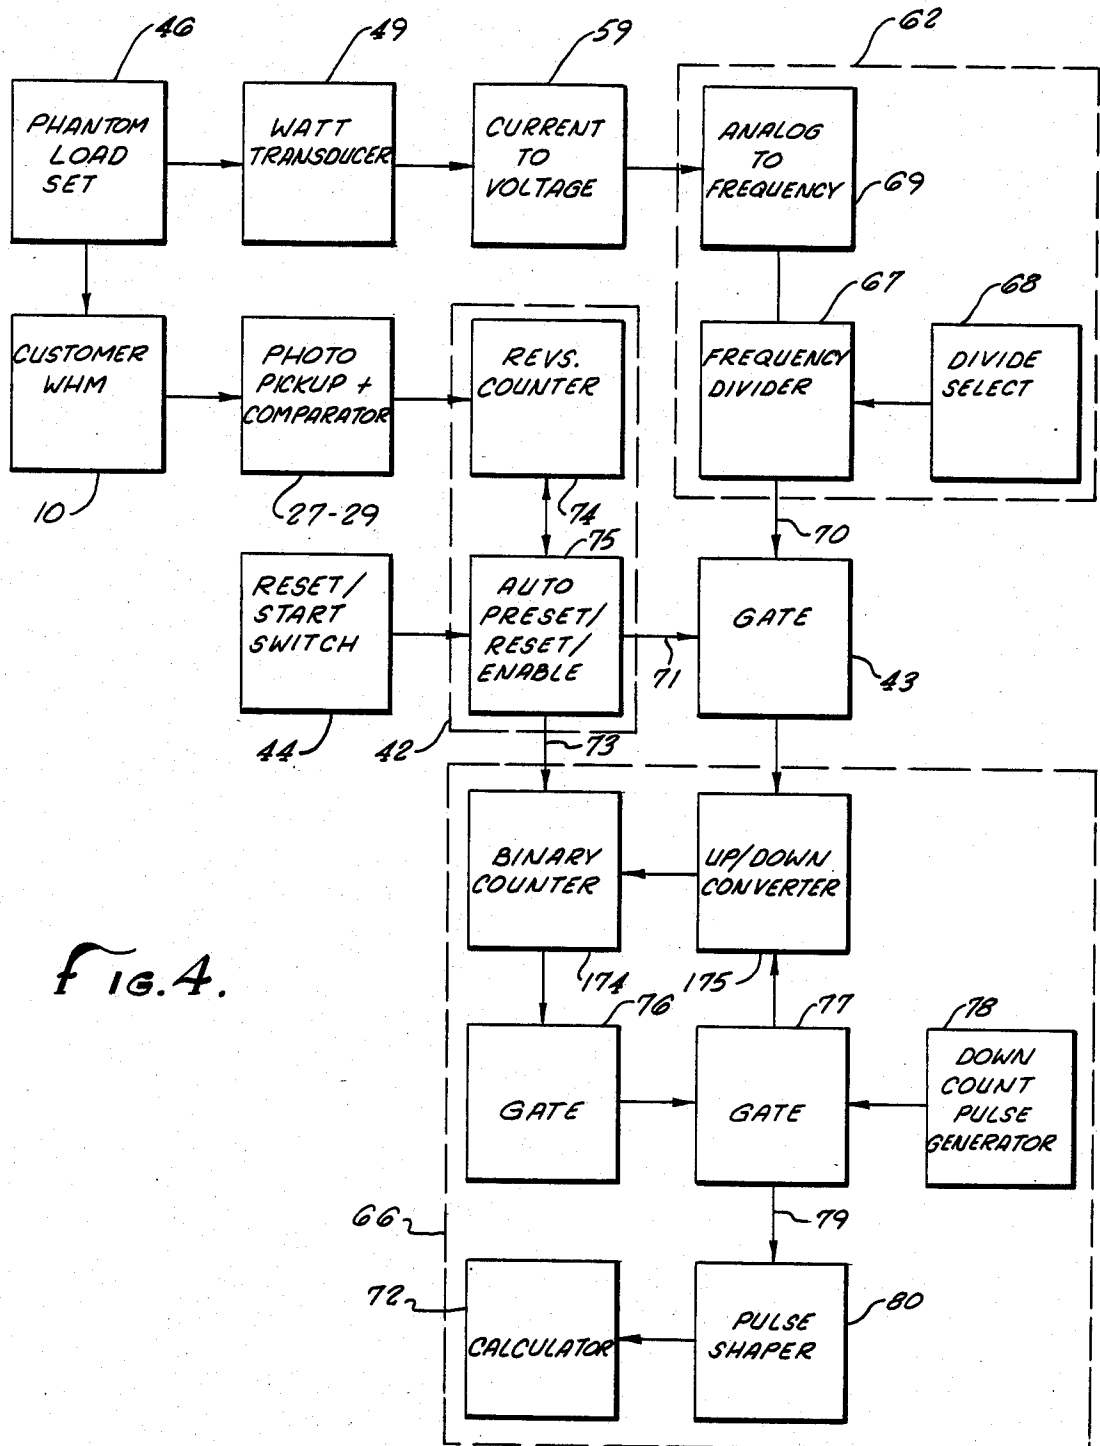 46
49
59
62
PHANTOM
LOAD
SET
WATT
TRANSDUCER
CURRENT
TO
VOLTAGE
ANALOG
TO
FREQUENCY
69
67
68
CUSTOMER
WHM
PHOTO
PICKUP +
COMPARATOR
REVS.
COUNTER
FREQUENCY
DIVIDER
DIVIDE
SELECT
10
27-29
74
70
75
RESET/
START
SWITCH
AUTO
PRESET/
RESET/
ENABLE
71
GATE
43
44
42
73
BINARY
COUNTER
UP/DOWN
CONVERTER
174
175
76
77
78
GATE
GATE
DOWN
COUNT
PULSE
GENERATOR
66
79
72
CALCULATOR
PULSE
SHAPER
80
FIG. 4.